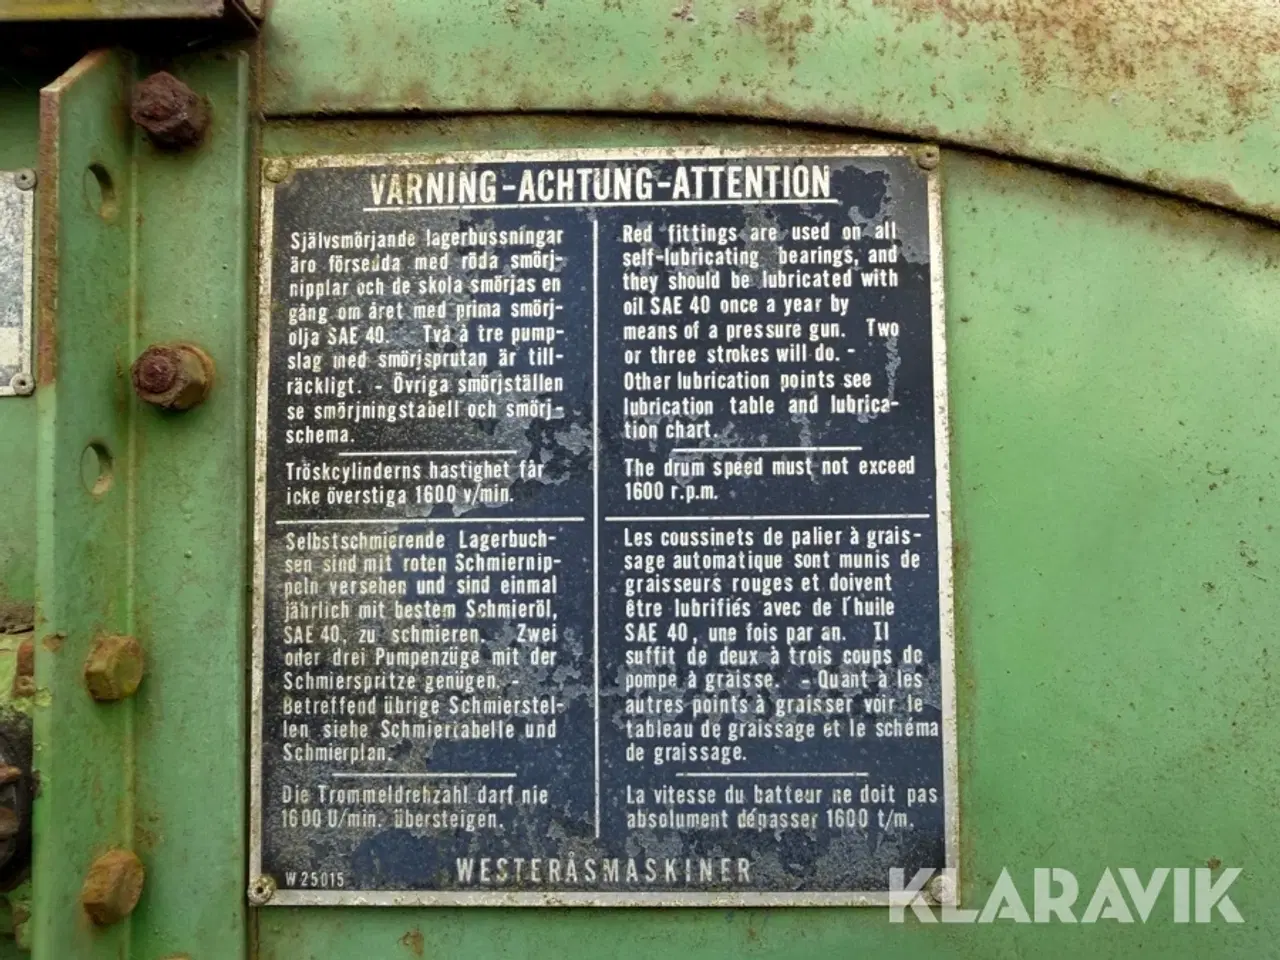 VARNING-ACHTUNG-ATTENTION
Självsmörjande lagerbussningar
äro försedda med röda smörj-
nipplar och de skola smörjas en
gång om året med prima smörj-
olja SAE 40. Två à tre pump-
slag med smörjsprutan är till-
räckligt. - Övriga smörjställen
se smörjningstabell och smörj-
schema.
Tröskcylinderns hastighet får
icke överstiga 1600 v/min.
Red fittings are used on all
self-lubricating bearings, and
they should be lubricated with
oil SAE 40 once a year by
means of a pressure gun. Two
or three strokes will do. -
Other lubrication points see
lubrication table and lubrica-
tion chart.
The drum speed must not exceed
1600 r.p.m.
Selbstschmierende Lagerbuch-
sen sind mit roten Schmiernip-
peln versehen und sind einmal
jährlich mit bestem Schmieröl,
SAE 40, zu schmieren. Zwei
oder drei Pumpenzüge mit der
Schmierspritze genügen. -
Betreffend übrige Schmierstel-
len siehe Schmiertabelle und
Schmierplan.
Die Trommeldrehzahl darf nie
1600 U/min. übersteigen.
Les coussinets de palier à grais-
sage automatique sont munis de
graisseurs rouges et doivent
être lubrifiés avec de l'huile
SAE 40, une fois par an. Il
suffit de deux à trois coups de
pompe à graisse. - Quant à les
autres points à graisser voir le
tableau de graissage et le schéma
de graissage.
La vitesse du batteur ne doit pas
absolument dépasser 1600 t/m.
W 25015
WESTERÅSMASKINER
KLARAVIK